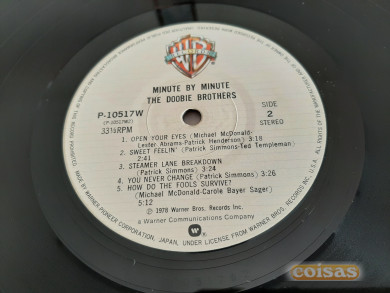 MINUTE BY MINUTE
THE DOOBIE BROTHERS
P-10517W
33⅓RPM
SIDE
2
STEREO
1. OPEN YOUR EYES (Michael McDonald-
Lester Abrams-Patrick Henderson) 3:18
2. SWEET FEELIN' (Patrick Simmons-Ted Templeman)
2:41
3. STEAMER LANE BREAKDOWN
(Patrick Simmons) 3:24
4. YOU NEVER CHANGE (Patrick Simmons) 3:26
5. HOW DO THE FOOLS SURVIVE?
(Michael McDonald-Carole Bayer Sager)
5:12
℗ 1978 Warner Bros. Records Inc.
a Warner Communications Company
WARNER-PIONEER CORPORATION, JAPAN, UNDER LICENSE FROM WARNER BROS. RECORDS INC., U.S.A.
coisas